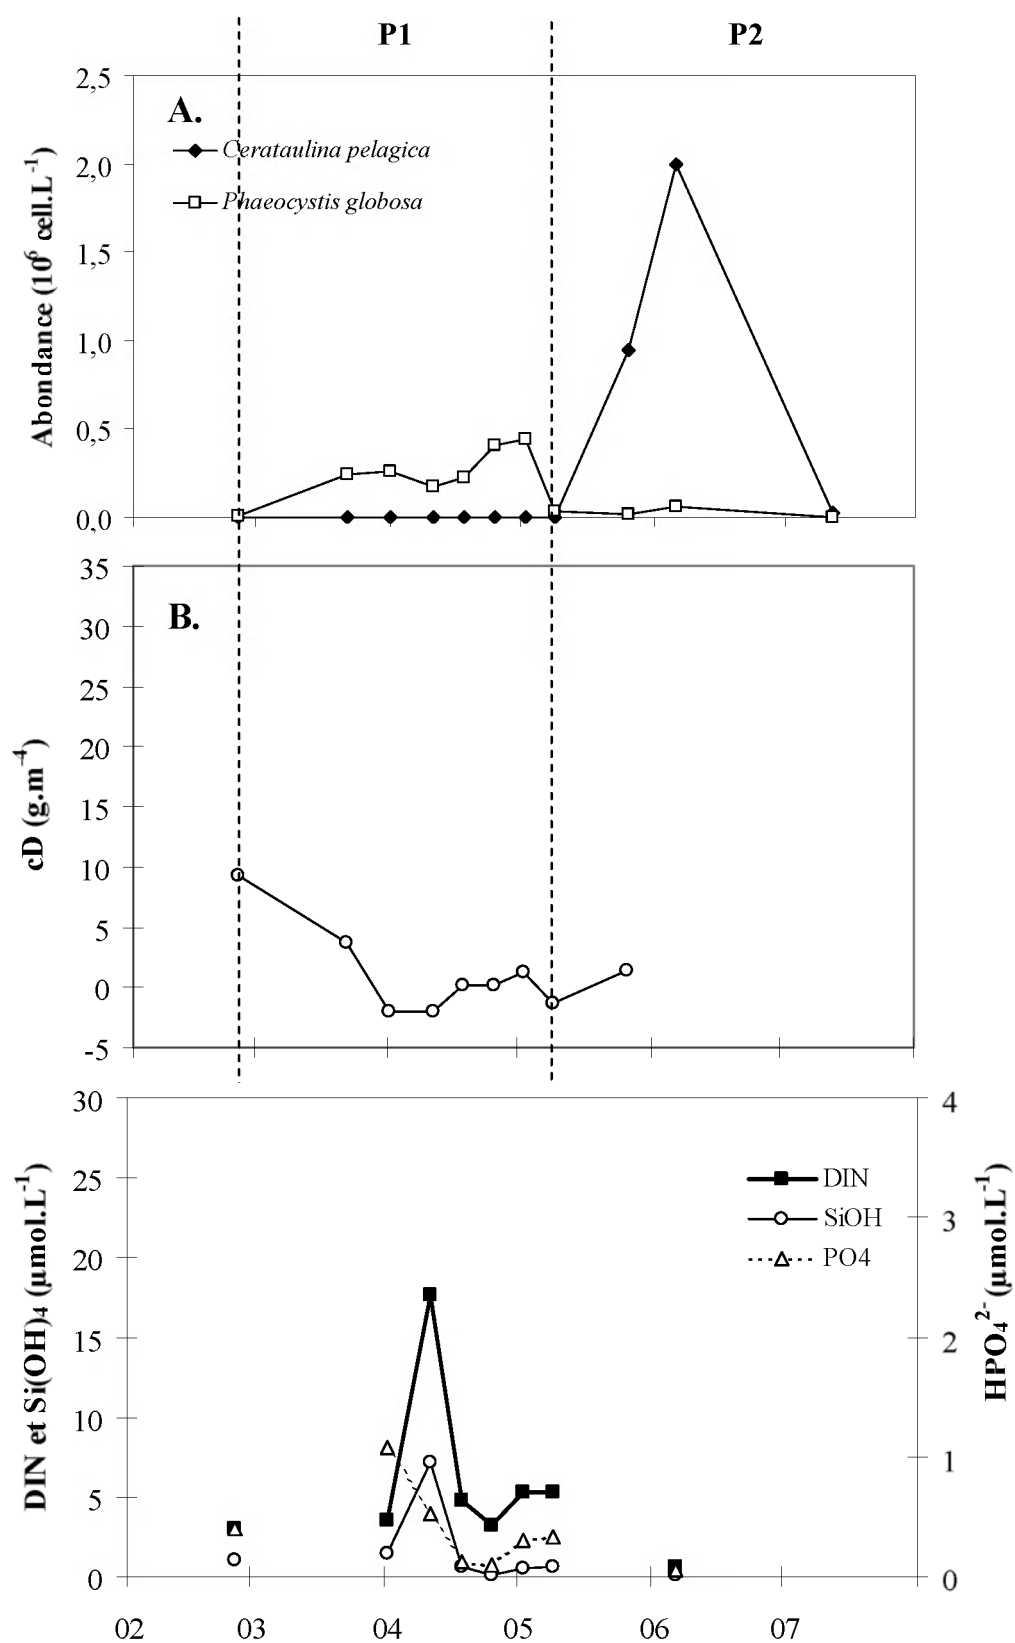 P1 P2
2,5
2,0
1,5
1,0
0,5
0,0
Abondance (10⁶ cell.L⁻¹)
A.
Cerataulina pelagica
Phaeocystis globosa
35
30
25
20
15
10
5
0
-5
cD (g.m⁻⁴)
B.
30
25
20
15
10
5
0
DIN et Si(OH)₄ (µmol.L⁻¹)
DIN
SiOH
PO4
4
3
2
1
0
HPO₄²⁻ (µmol.L⁻¹)
02 03 04 05 06 07